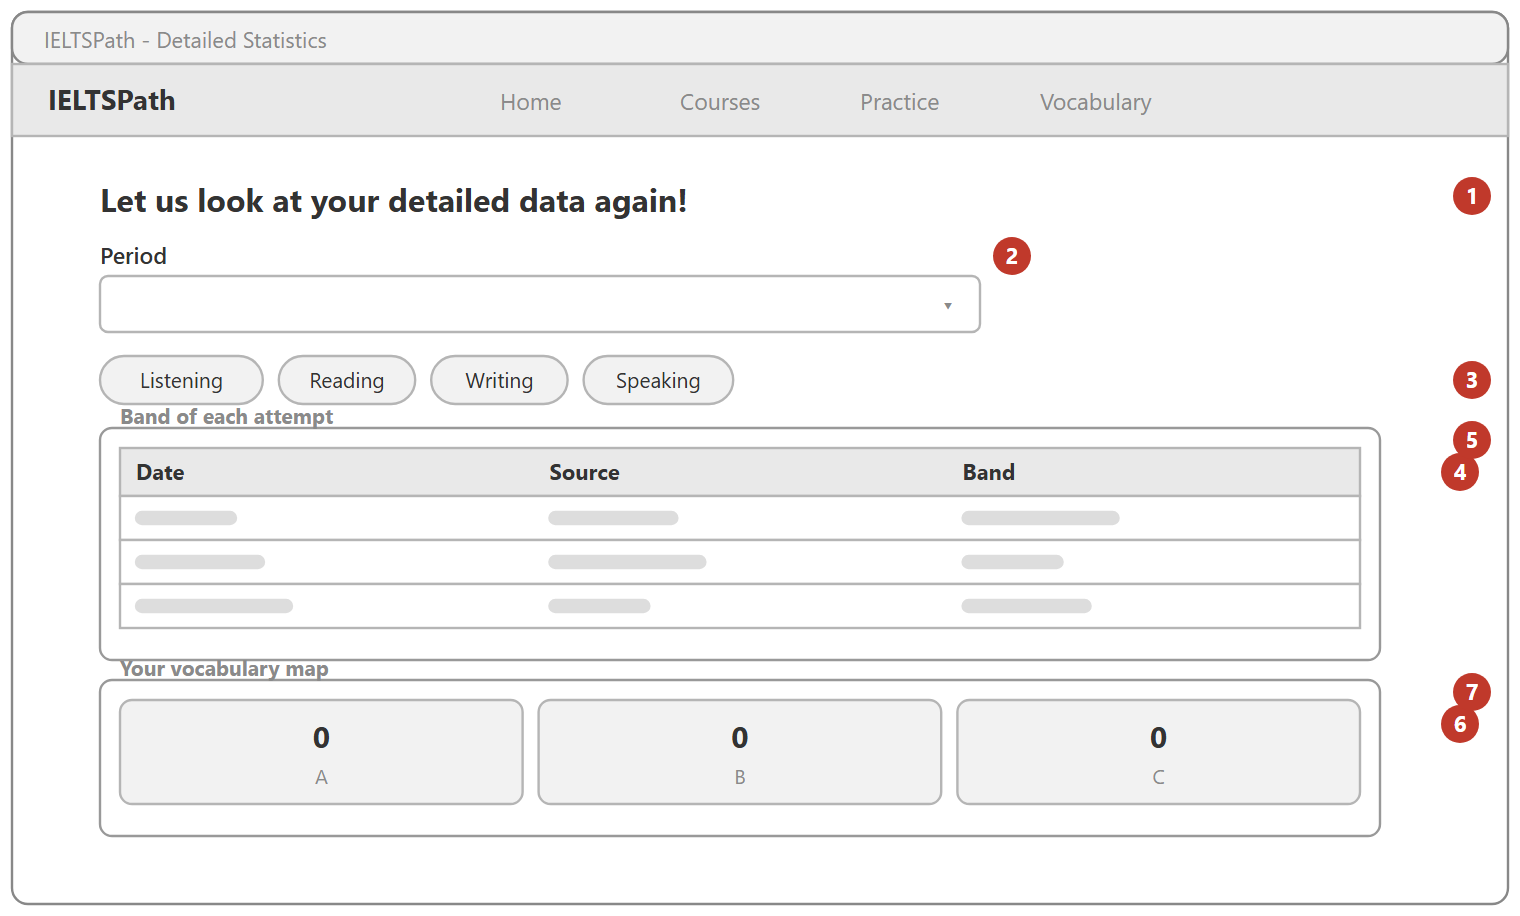 IELTSPath - Detailed Statistics
IELTSPath Home Courses Practice Vocabulary
Let us look at your detailed data again! 1
Period 2
Listening Reading Writing Speaking 3
Band of each attempt
5
Date Source Band 4
Your vocabulary map
7
0 0 0 6
A B C